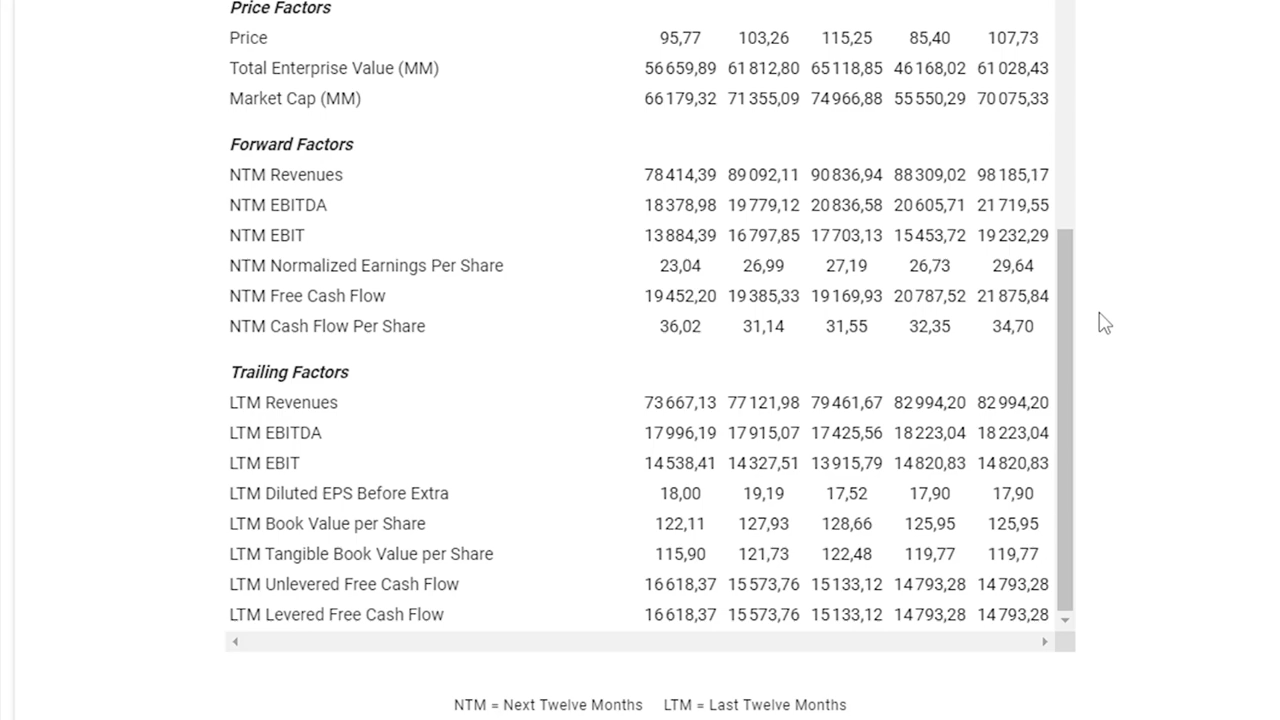 Price Factors
Price 95,77 103,26 115,25 85,40 107,73
Total Enterprise Value (MM) 56 659,89 61 812,80 65 118,85 46 168,02 61 028,43
Market Cap (MM) 66 179,32 71 355,09 74 966,88 55 550,29 70 075,33
Forward Factors
NTM Revenues 78 414,39 89 092,11 90 836,94 88 309,02 98 185,17
NTM EBITDA 18 378,98 19 779,12 20 836,58 20 605,71 21 719,55
NTM EBIT 13 884,39 16 797,85 17 703,13 15 453,72 19 232,29
NTM Normalized Earnings Per Share 23,04 26,99 27,19 26,73 29,64
NTM Free Cash Flow 19 452,20 19 385,33 19 169,93 20 787,52 21 875,84
NTM Cash Flow Per Share 36,02 31,14 31,55 32,35 34,70
Trailing Factors
LTM Revenues 73 667,13 77 121,98 79 461,67 82 994,20 82 994,20
LTM EBITDA 17 996,19 17 915,07 17 425,56 18 223,04 18 223,04
LTM EBIT 14 538,41 14 327,51 13 915,79 14 820,83 14 820,83
LTM Diluted EPS Before Extra 18,00 19,19 17,52 17,90 17,90
LTM Book Value per Share 122,11 127,93 128,66 125,95 125,95
LTM Tangible Book Value per Share 115,90 121,73 122,48 119,77 119,77
LTM Unlevered Free Cash Flow 16 618,37 15 573,76 15 133,12 14 793,28 14 793,28
LTM Levered Free Cash Flow 16 618,37 15 573,76 15 133,12 14 793,28 14 793,28
NTM = Next Twelve Months LTM = Last Twelve Months